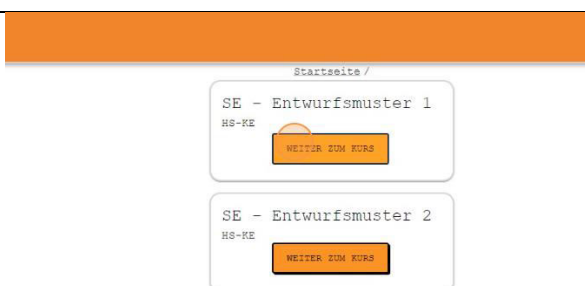 Startseite /
SE - Entwurfsmuster 1
HS-KE
WEITER ZUM KURS
SE - Entwurfsmuster 2
HS-KE
WEITER ZUM KURS